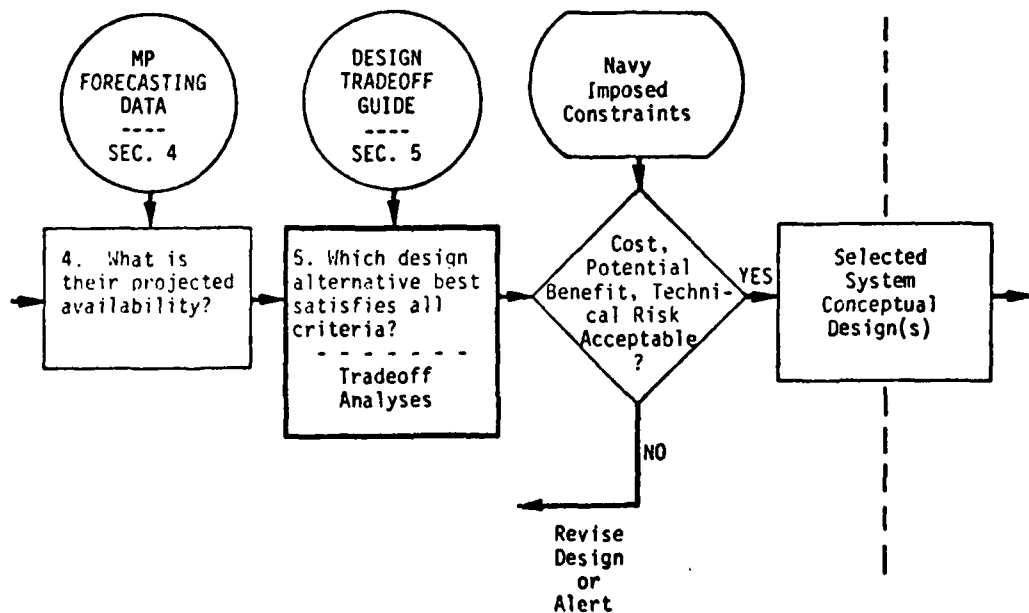 MP
FORECASTING
DATA
----
SEC. 4
DESIGN
TRADEOFF
GUIDE
----
SEC. 5
Navy
Imposed
Constraints
4. What is
their projected
availability?
5. Which design
alternative best
satisfies all
criteria?
- - - - - - -
Tradeoff
Analyses
Cost,
Potential
Benefit, Techni-
cal Risk
Acceptable
?
YES
NO
Selected
System
Conceptual
Design(s)
Revise
Design
or
Alert